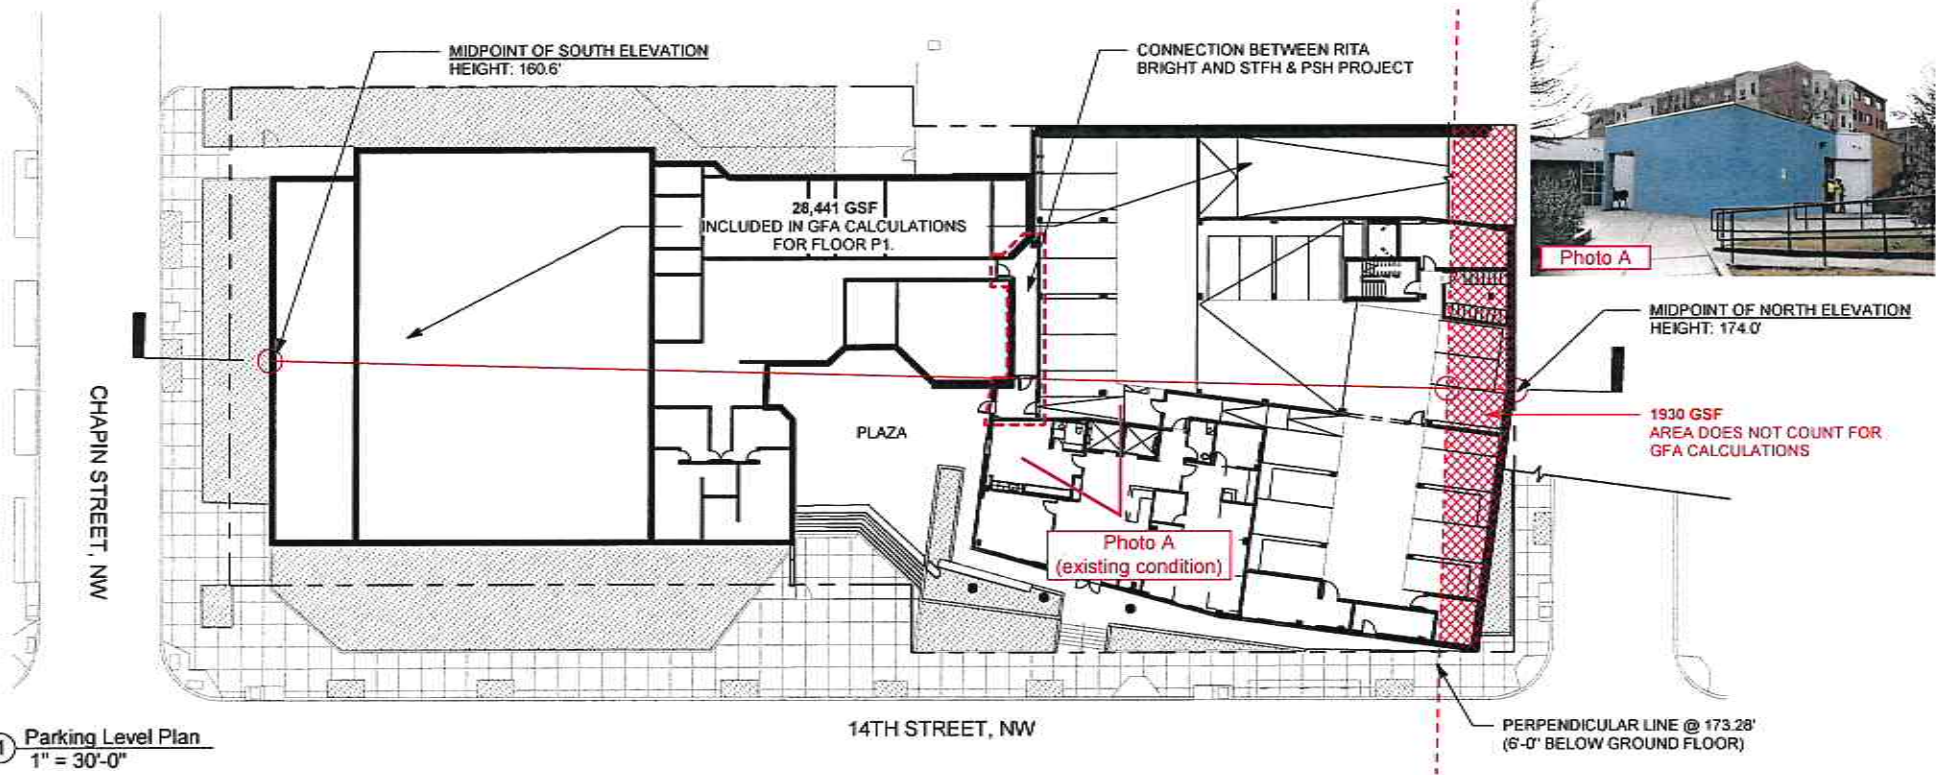 MIDPOINT OF SOUTH ELEVATION
HEIGHT: 160.6'
CONNECTION BETWEEN RITA
BRIGHT AND STFH & PSH PROJECT
28,441 GSF
INCLUDED IN GFA CALCULATIONS
FOR FLOOR P1.
Photo A
MIDPOINT OF NORTH ELEVATION
HEIGHT: 174.0'
1930 GSF
AREA DOES NOT COUNT FOR
GFA CALCULATIONS
CHAPIN STREET, NW
PLAZA
Photo A
(existing condition)
14TH STREET, NW
PERPENDICULAR LINE @ 173.28'
(6'-0" BELOW GROUND FLOOR)
1 Parking Level Plan
1" = 30'-0"